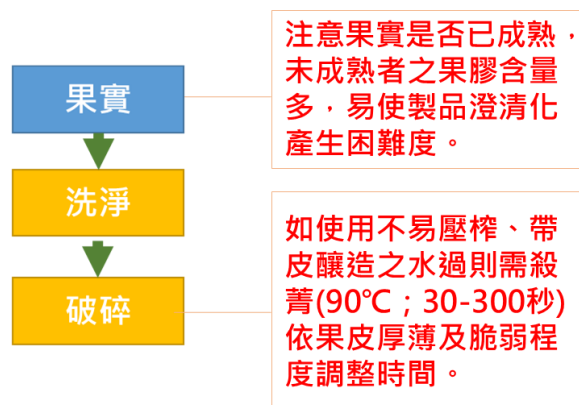 果實
注意果實是否已成熟，
未成熟者之果膠含量
多，易使製品澄清化
產生困難度。
洗淨
破碎
如使用不易壓榨、帶
皮釀造之水過則需殺
菁(90℃；30-300秒)
依果皮厚薄及脆弱程
度調整時間。